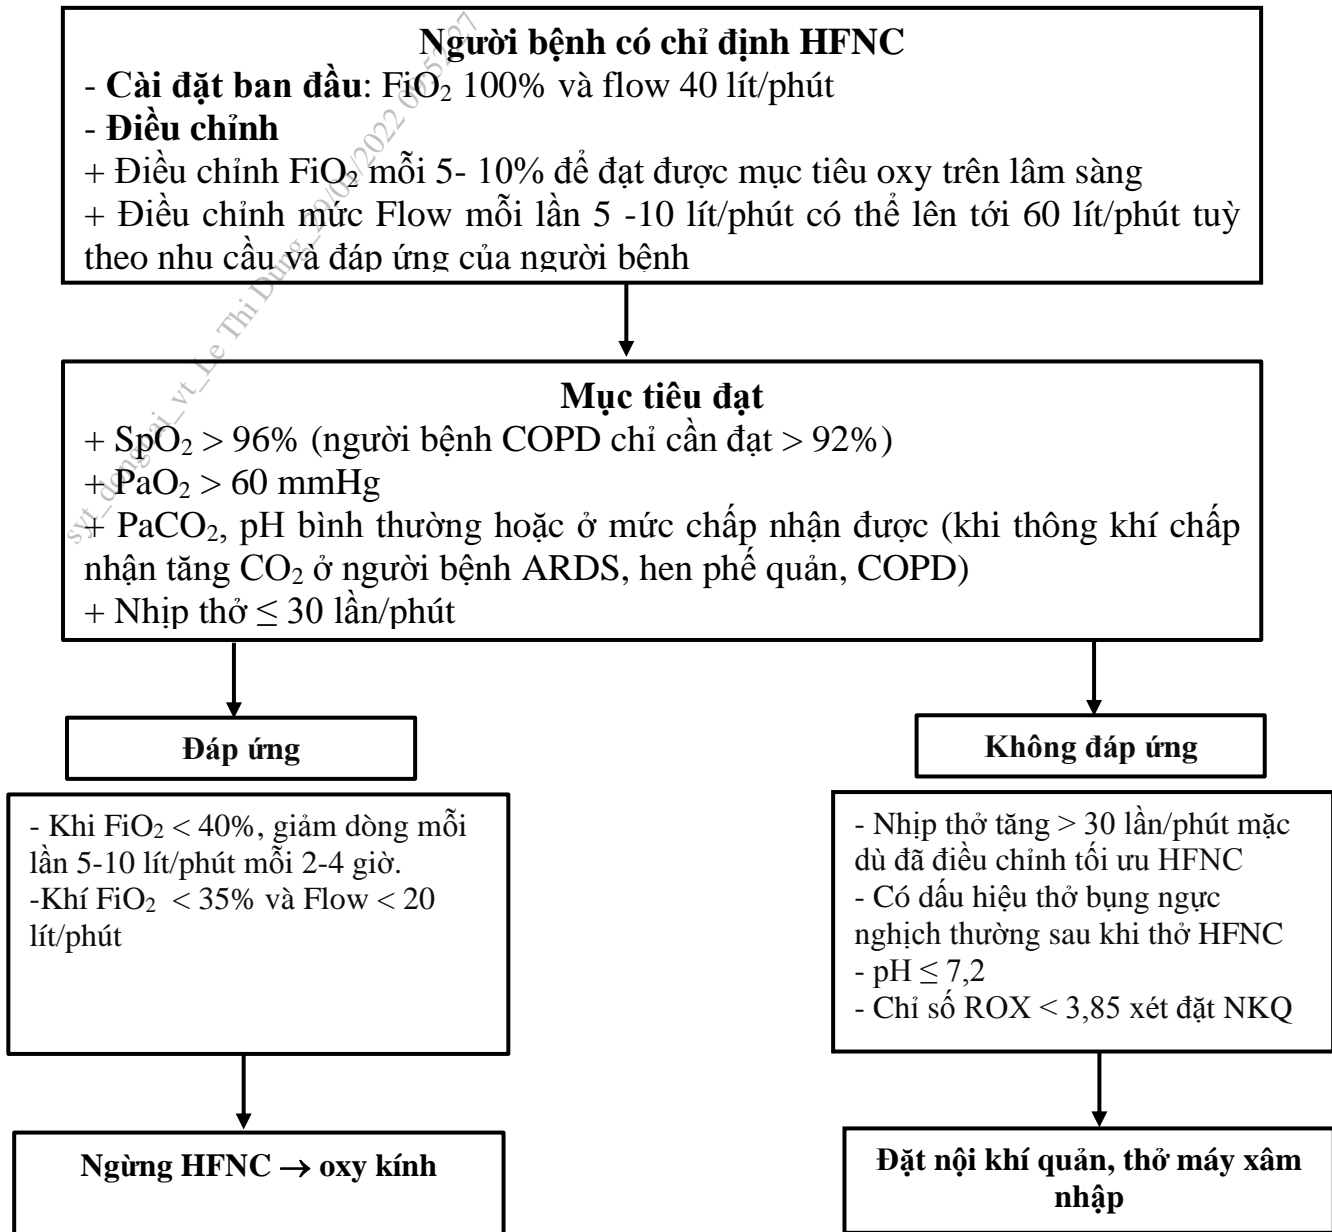 Người bệnh có chỉ định HFNC
- Cài đặt ban đầu: FiO₂ 100% và flow 40 lít/phút
- Điều chỉnh
+ Điều chỉnh FiO₂ mỗi 5- 10% để đạt được mục tiêu oxy trên lâm sàng
+ Điều chỉnh mức Flow mỗi lần 5 -10 lít/phút có thể lên tới 60 lít/phút tuỳ
theo nhu cầu và đáp ứng của người bệnh
Mục tiêu đạt
+ SpO₂ > 96% (người bệnh COPD chỉ cần đạt > 92%)
+ PaO₂ > 60 mmHg
+ PaCO₂, pH bình thường hoặc ở mức chấp nhận được (khi thông khí chấp
nhận tăng CO₂ ở người bệnh ARDS, hen phế quản, COPD)
+ Nhịp thở ≤ 30 lần/phút
Đáp ứng
- Khi FiO₂ < 40%, giảm dòng mỗi
lần 5-10 lít/phút mỗi 2-4 giờ.
-Khí FiO₂ < 35% và Flow < 20
lít/phút
Ngừng HFNC → oxy kính
Không đáp ứng
- Nhịp thở tăng > 30 lần/phút mặc
dù đã điều chỉnh tối ưu HFNC
- Có dấu hiệu thở bụng ngực
nghịch thường sau khi thở HFNC
- pH ≤ 7,2
- Chỉ số ROX < 3,85 xét đặt NKQ
Đặt nội khí quản, thở máy xâm
nhập
syt_dongnai_vt_Le Thi Dung